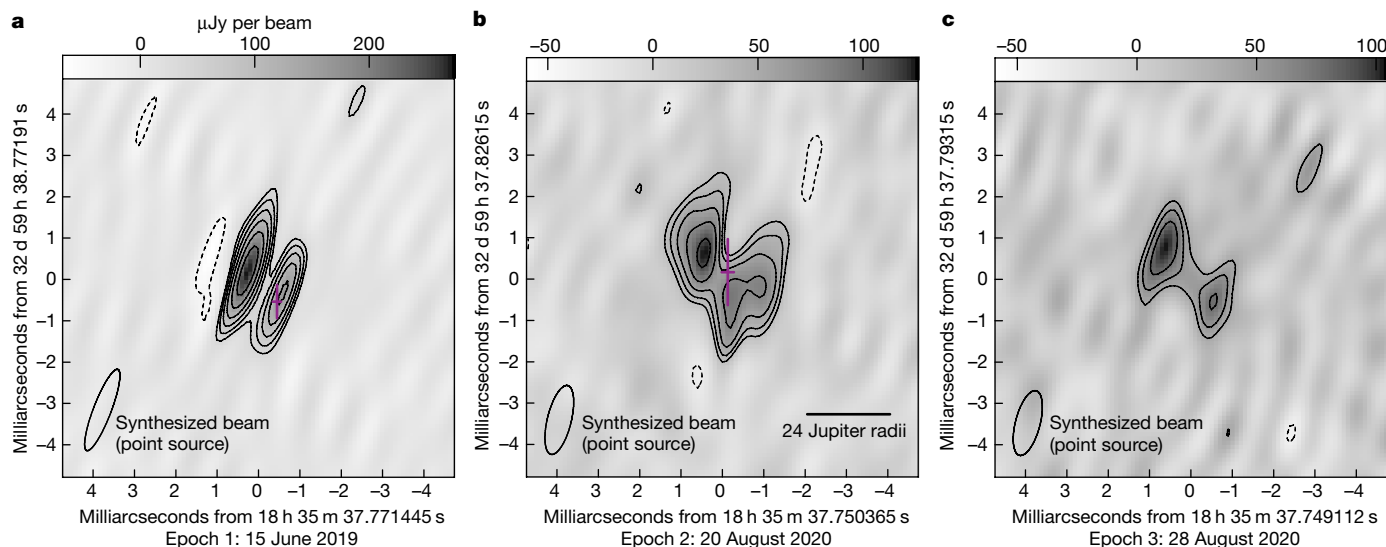 a
μJy per beam
0 100 200
Milliarcseconds from 32 d 59 h 38.77191 s
4
3
2
1
0
–1
–2
–3
–4
Synthesized beam
(point source)
4 3 2 1 0 –1 –2 –3 –4
Milliarcseconds from 18 h 35 m 37.771445 s
Epoch 1: 15 June 2019
b
–50 0 50 100
Milliarcseconds from 32 d 59 h 37.82615 s
4
3
2
1
0
–1
–2
–3
–4
Synthesized beam
(point source)
24 Jupiter radii
4 3 2 1 0 –1 –2 –3 –4
Milliarcseconds from 18 h 35 m 37.750365 s
Epoch 2: 20 August 2020
c
–50 0 50 100
Milliarcseconds from 32 d 59 h 37.79315 s
4
3
2
1
0
–1
–2
–3
–4
Synthesized beam
(point source)
4 3 2 1 0 –1 –2 –3 –4
Milliarcseconds from 18 h 35 m 37.749112 s
Epoch 3: 28 August 2020